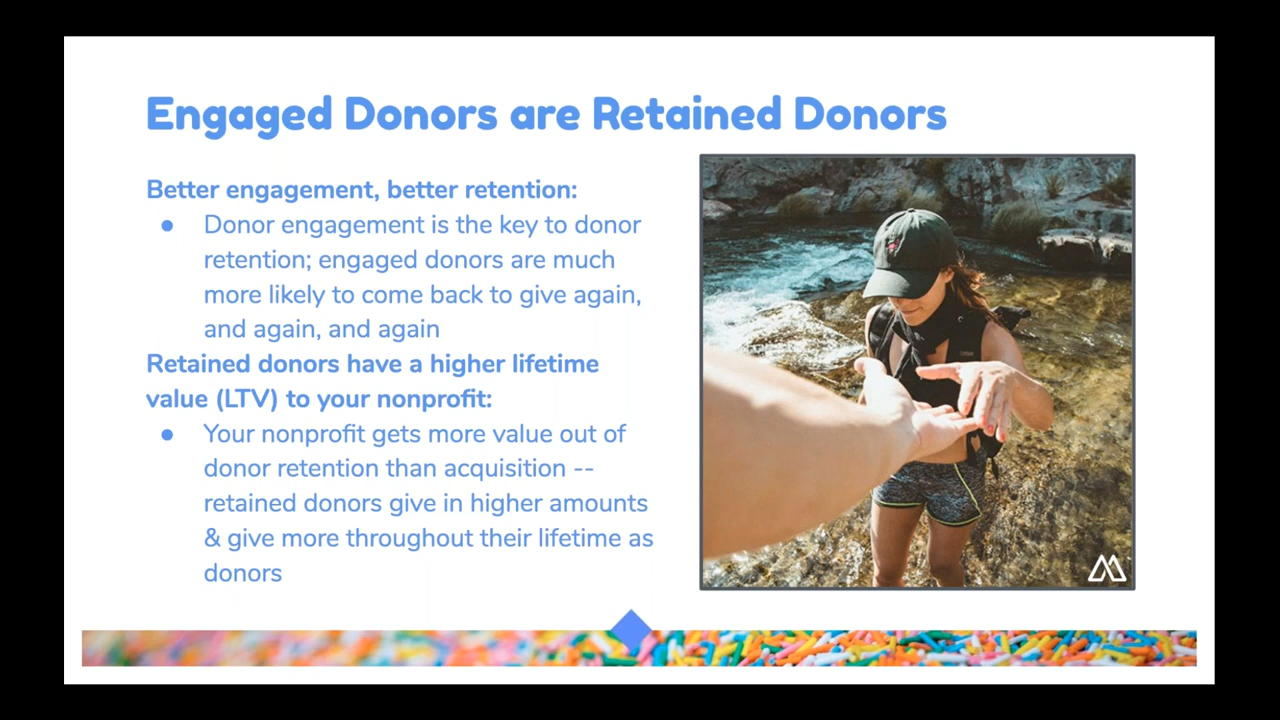 Engaged Donors are Retained Donors
Better engagement, better retention:
● Donor engagement is the key to donor
retention; engaged donors are much
more likely to come back to give again,
and again, and again
Retained donors have a higher lifetime
value (LTV) to your nonprofit:
● Your nonprofit gets more value out of
donor retention than acquisition --
retained donors give in higher amounts
& give more throughout their lifetime as
donors